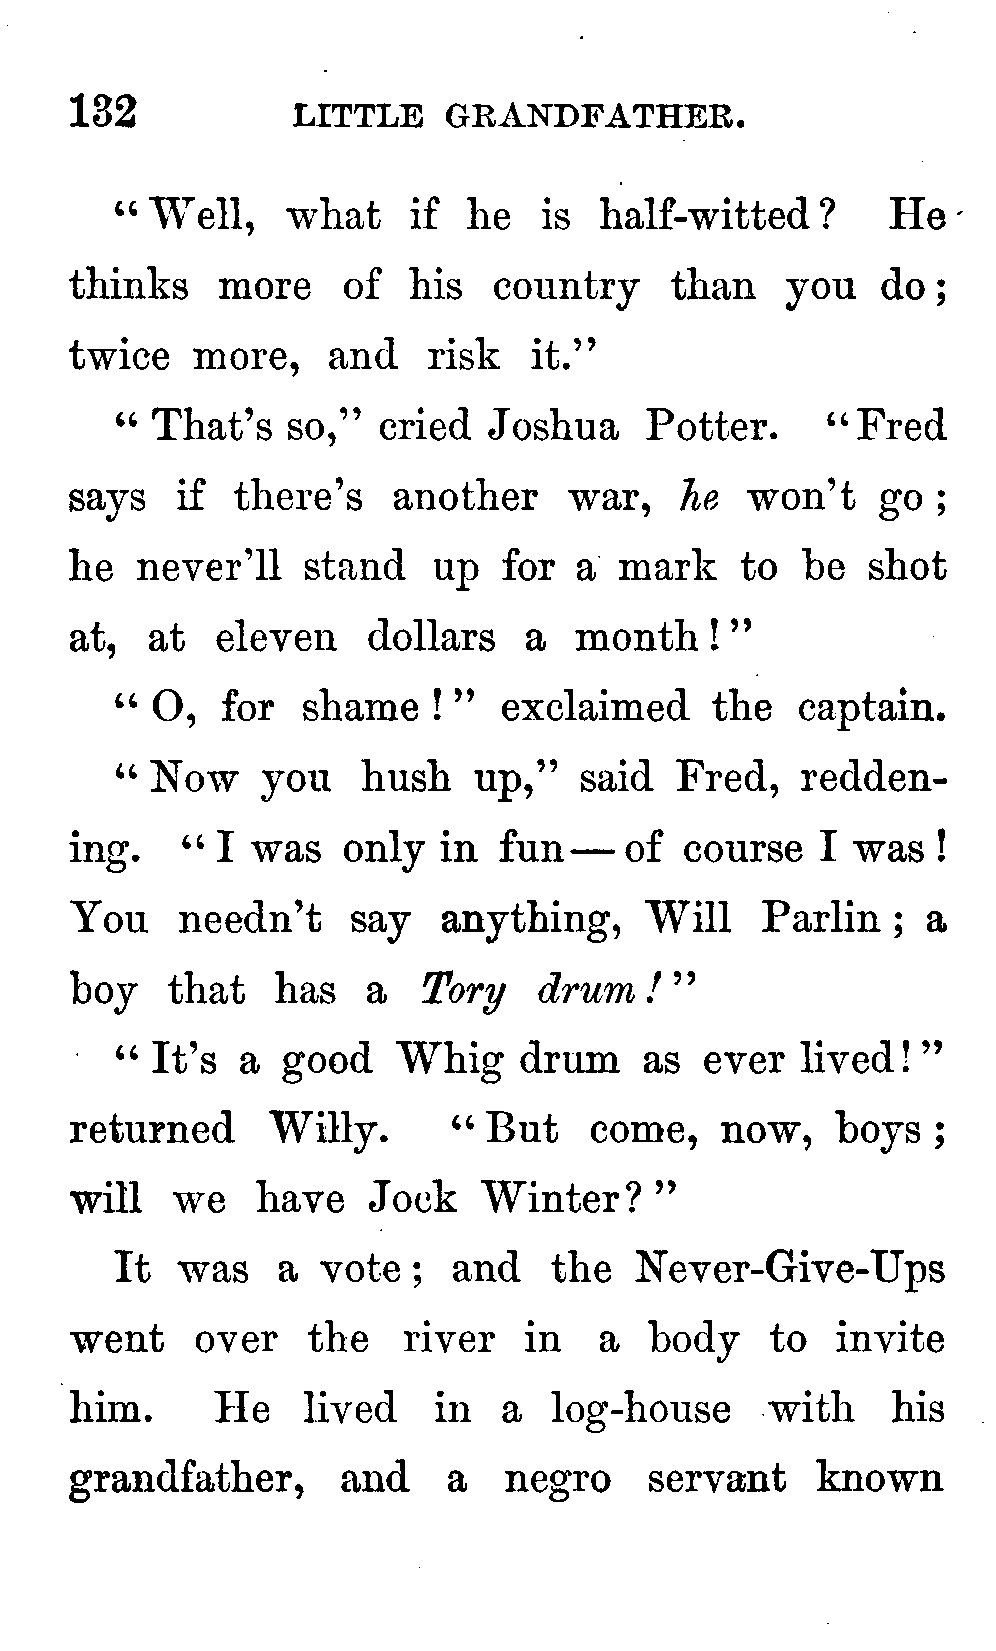 132 LITTLE GRANDFATHER.
“Well, what if he is half-witted? He
thinks more of his country than you do;
twice more, and risk it.”
“That’s so,” cried Joshua Potter. “Fred
says if there’s another war, he won’t go;
he never’ll stand up for a mark to be shot
at, at eleven dollars a month!”
“O, for shame!” exclaimed the captain.
“Now you hush up,” said Fred, redden-
ing. “I was only in fun—of course I was!
You needn’t say anything, Will Parlin; a
boy that has a Tory drum!”
“It’s a good Whig drum as ever lived!”
returned Willy. “But come, now, boys;
will we have Jock Winter?”
It was a vote; and the Never-Give-Ups
went over the river in a body to invite
him. He lived in a log-house with his
grandfather, and a negro servant known